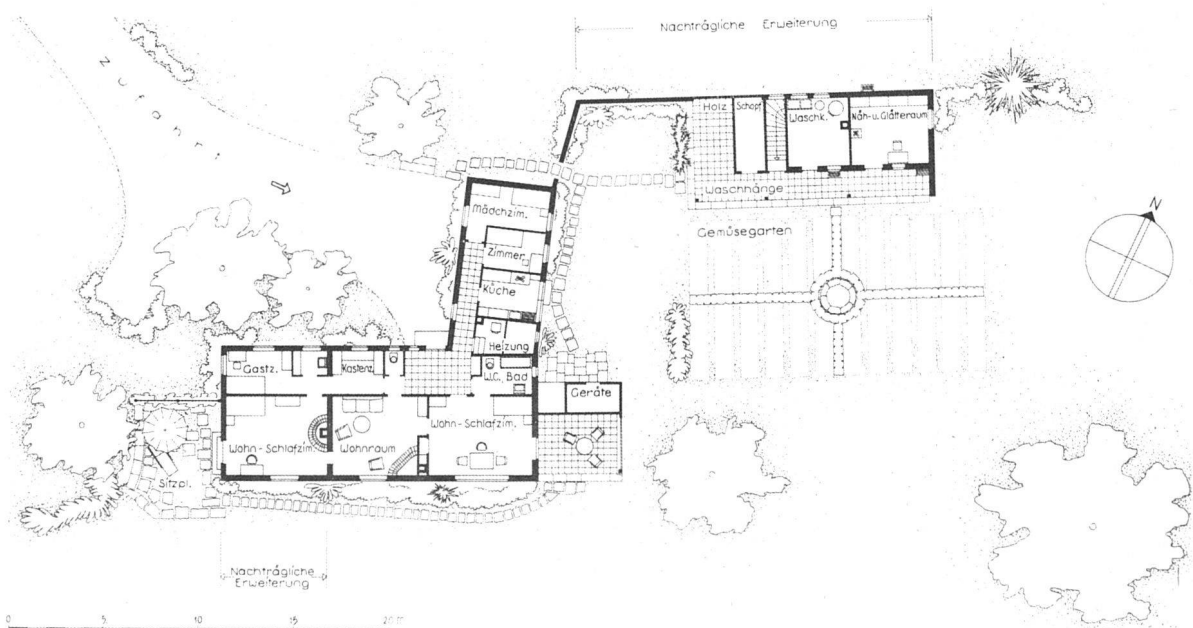 Nachträgliche Erweiterung
Zufahrt
Holz
Schopf
Waschk.
Näh- u. Glätteraum
Waschhänge
N
Mädchzim.
Gemüsegarten
Zimmer
Küche
Heizung
Gastz.
Kastenz.
W.C. Bad
Geräte
Wohn-Schlafzim.
Wohnraum
Wohn-Schlafzim.
Sitzpl.
Nachträgliche
Erweiterung
0 5 10 15 20 m